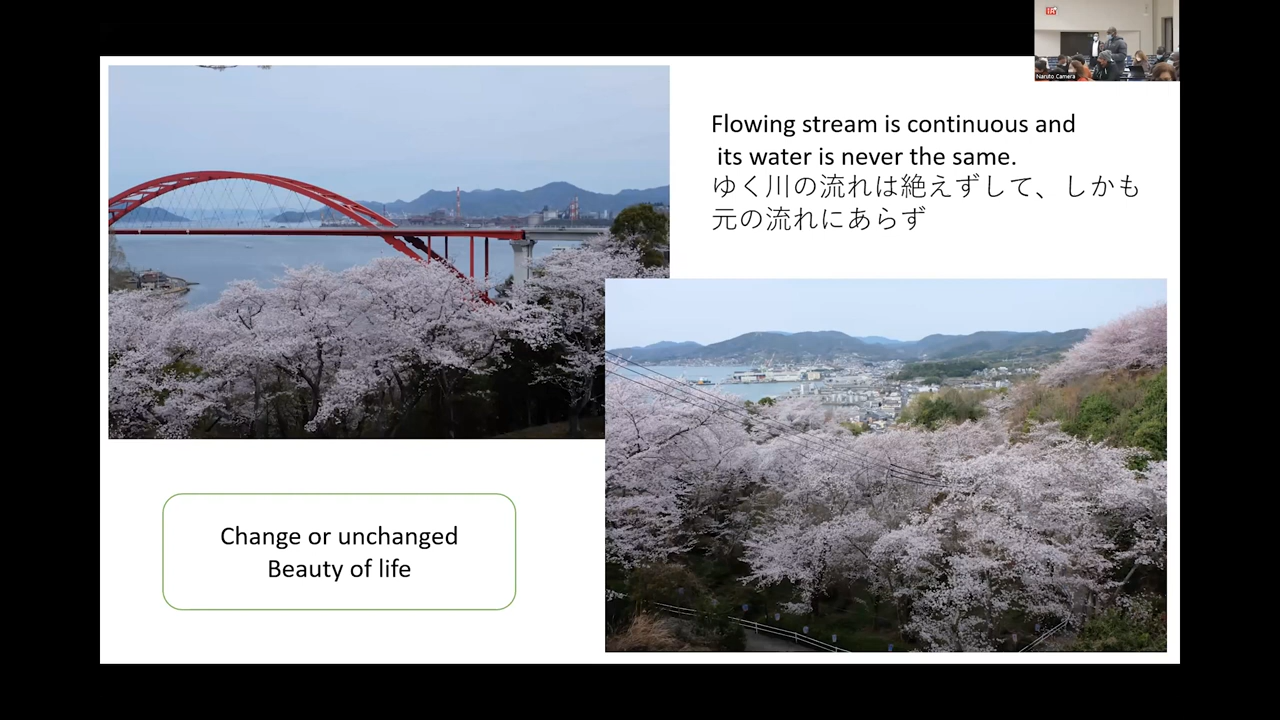 Flowing stream is continuous and
its water is never the same.
ゆく川の流れは絶えずして、しかも
元の流れにあらず
Change or unchanged
Beauty of life
Naruto Camera